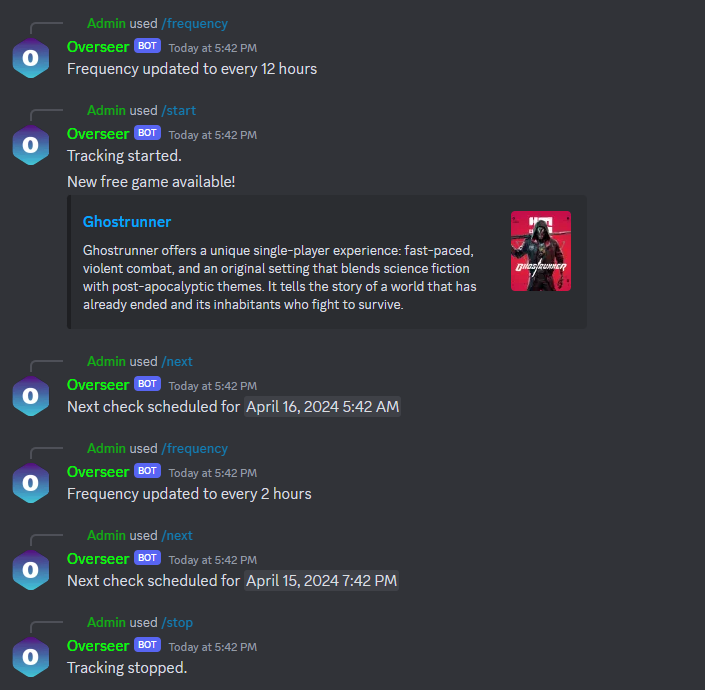 Admin used /frequency
0
Overseer BOT Today at 5:42 PM
Frequency updated to every 12 hours
Admin used /start
0
Overseer BOT Today at 5:42 PM
Tracking started.
New free game available!
Ghostrunner
Ghostrunner offers a unique single-player experience: fast-paced,
violent combat, and an original setting that blends science fiction
with post-apocalyptic themes. It tells the story of a world that has
already ended and its inhabitants who fight to survive.
GHOSTRUNNER
Admin used /next
0
Overseer BOT Today at 5:42 PM
Next check scheduled for April 16, 2024 5:42 AM
Admin used /frequency
0
Overseer BOT Today at 5:42 PM
Frequency updated to every 2 hours
Admin used /next
0
Overseer BOT Today at 5:42 PM
Next check scheduled for April 15, 2024 7:42 PM
Admin used /stop
0
Overseer BOT Today at 5:42 PM
Tracking stopped.